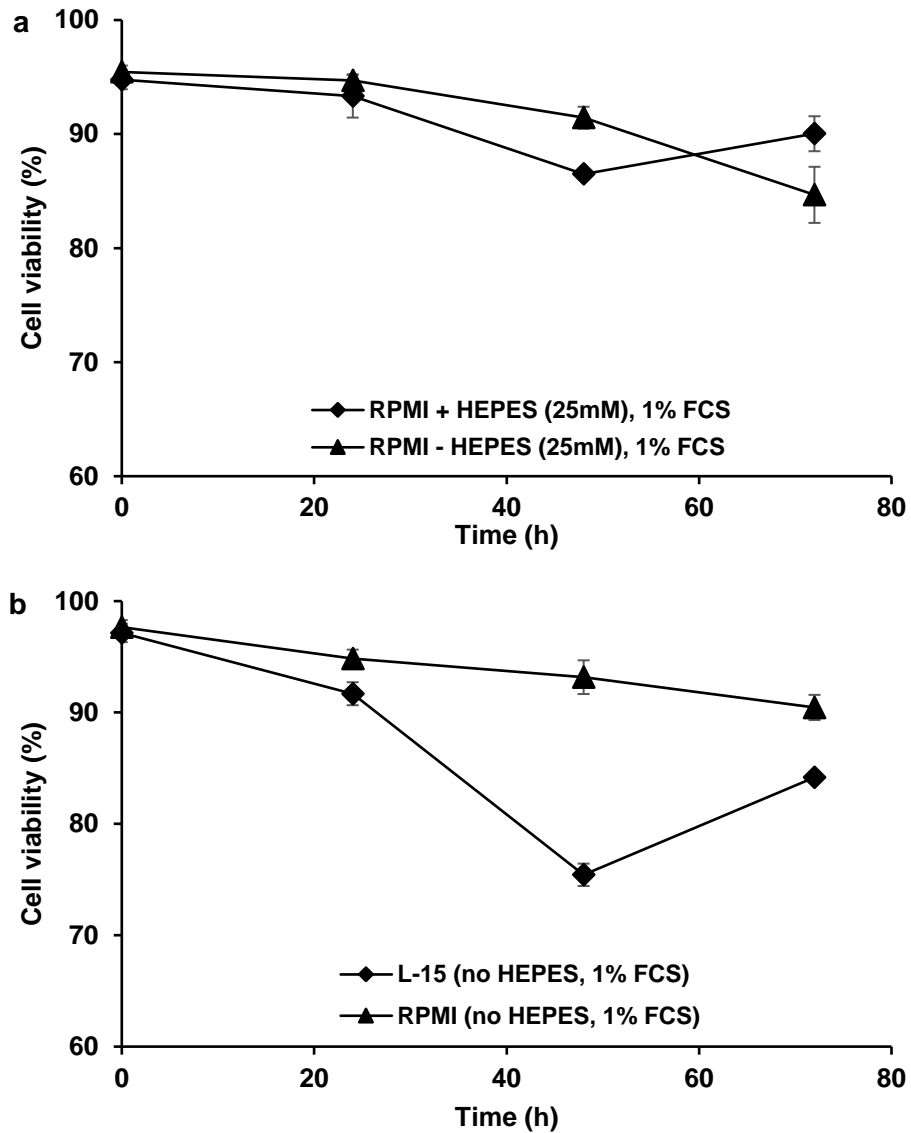 a
100
90
80
70
60
Cell viability (%)
RPMI + HEPES (25mM), 1% FCS
RPMI - HEPES (25mM), 1% FCS
0 20 40 60 80
Time (h)
b
100
90
80
70
60
Cell viability (%)
L-15 (no HEPES, 1% FCS)
RPMI (no HEPES, 1% FCS)
0 20 40 60 80
Time (h)